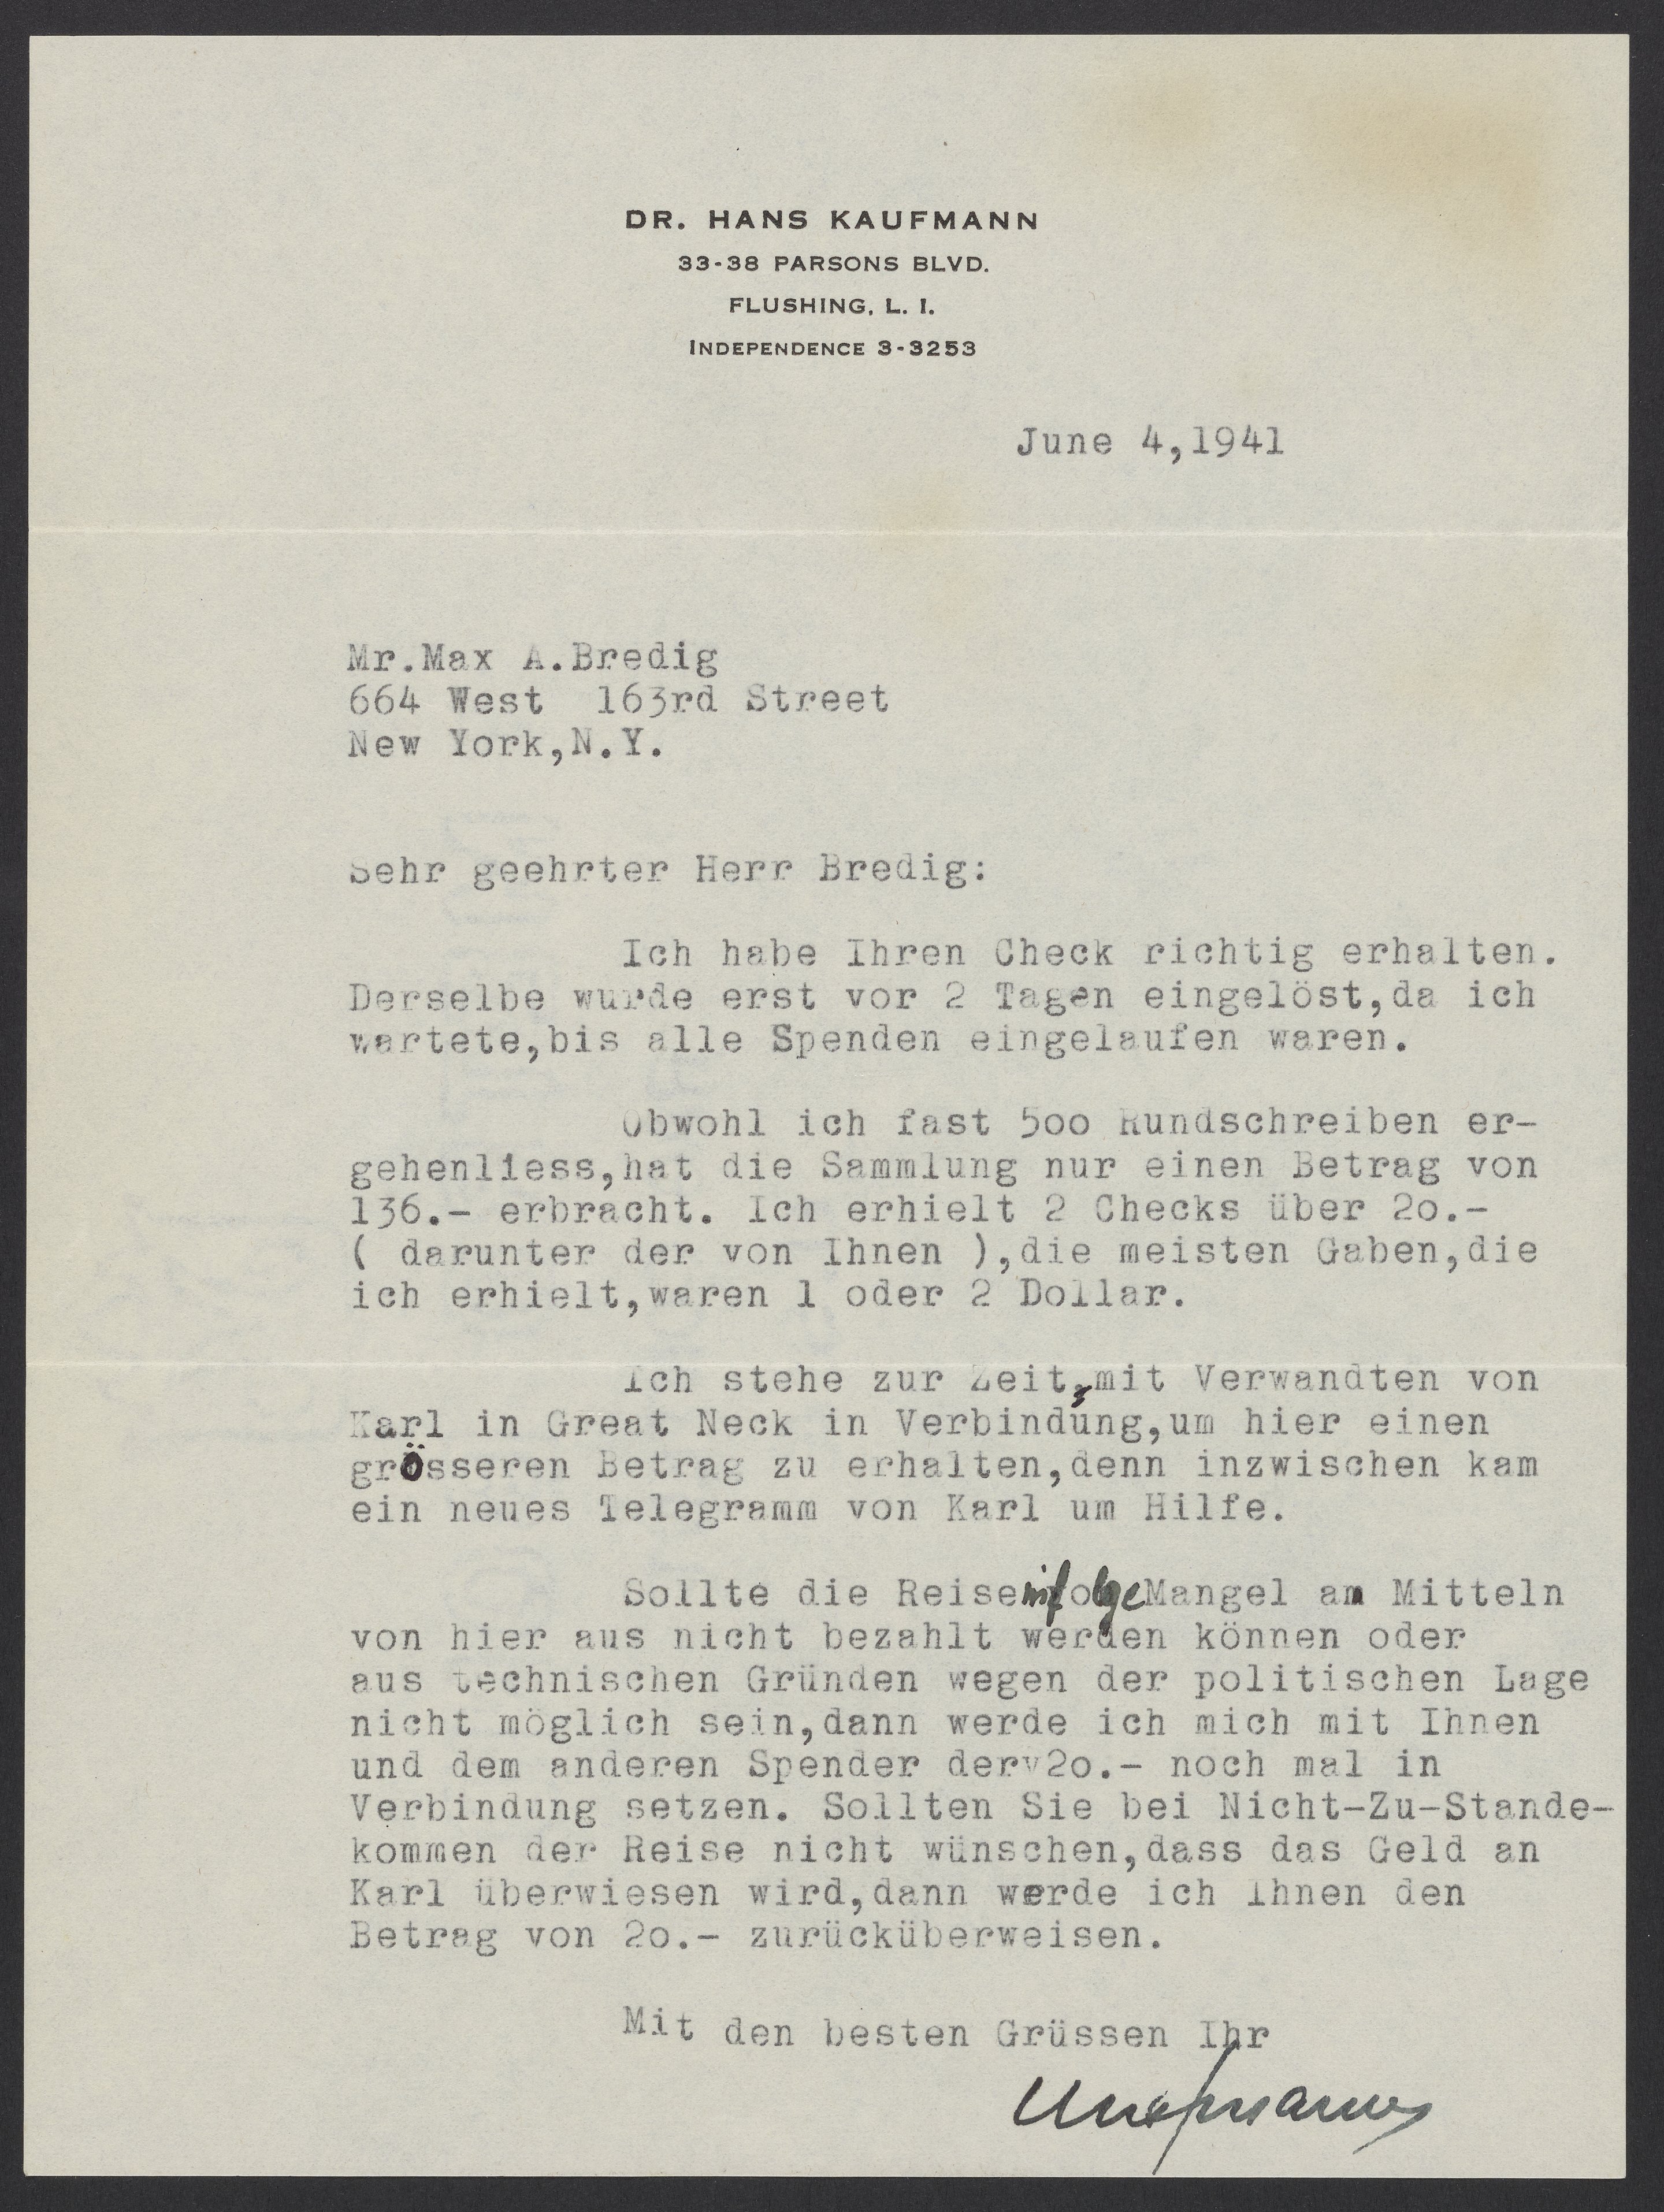 DR. HANS KAUFMANN
33-38 PARSONS BLVD.
FLUSHING, L. I.
INDEPENDENCE 3-3253
June 4,1941
Mr.Max A.Bredig
664 West  163rd Street
New York,N.Y.
Sehr geehrter Herr Bredig:
Ich habe Ihren Check richtig erhalten.
Derselbe wurde erst vor 2 Tagen eingelöst,da ich
wartete,bis alle Spenden eingelaufen waren.
Obwohl ich fast 5oo Rundschreiben er-
gehenliess,hat die Sammlung nur einen Betrag von
136.- erbracht. Ich erhielt 2 Checks über 2o.-
( darunter der von Ihnen ),die meisten Gaben,die
ich erhielt,waren 1 oder 2 Dollar.
Ich stehe zur Zeit,mit Verwandten von
Karl in Great Neck in Verbindung,um hier einen
grösseren Betrag zu erhalten,denn inzwischen kam
ein neues Telegramm von Karl um Hilfe.
Sollte die Reise infolge Mangel an Mitteln
von hier aus nicht bezahlt werden können oder
aus technischen Gründen wegen der politischen Lage
nicht möglich sein,dann werde ich mich mit Ihnen
und dem anderen Spender derv2o.- noch mal in
Verbindung setzen. Sollten Sie bei Nicht-Zu-Stande-
kommen der Reise nicht wünschen,dass das Geld an
Karl überwiesen wird,dann werde ich Ihnen den
Betrag von 2o.- zurücküberweisen.
Mit den besten Grüssen Ihr
Kaufmann